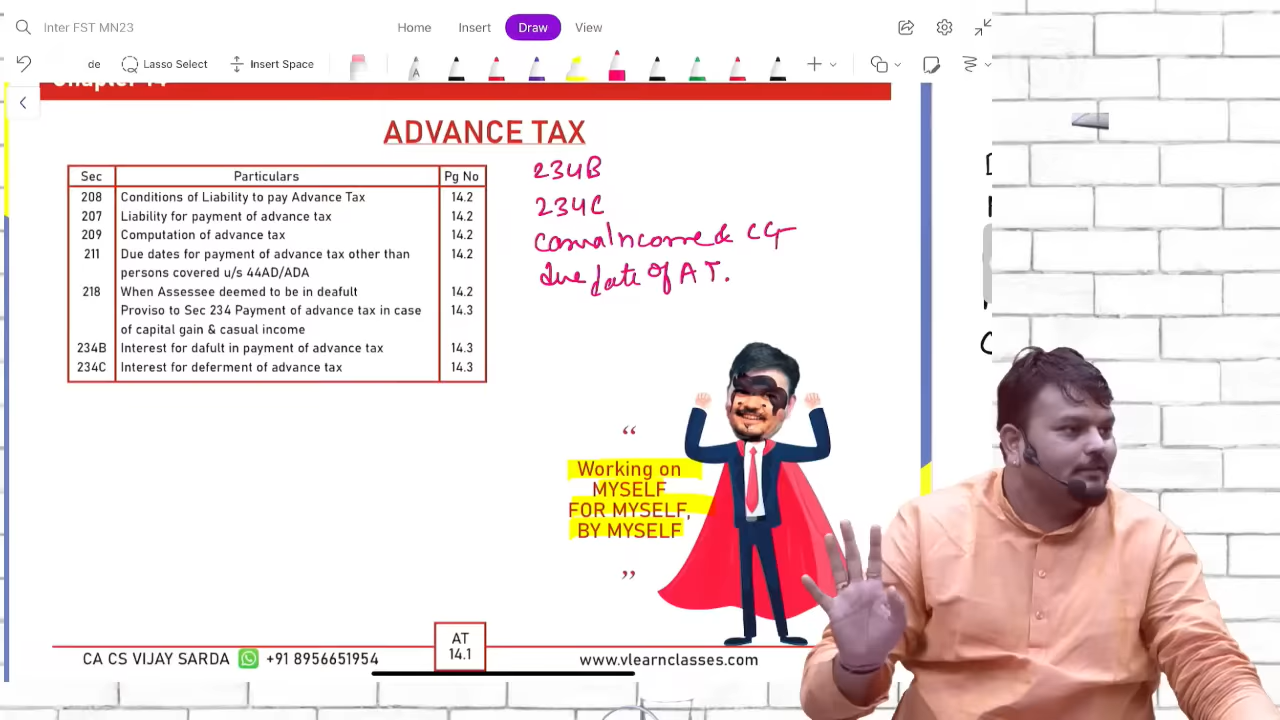 Inter FST MN23
Home Insert Draw View
de Lasso Select Insert Space
A
Chapter 14
ADVANCE TAX
Sec Particulars Pg No
208 Conditions of Liability to pay Advance Tax 14.2
207 Liability for payment of advance tax 14.2
209 Computation of advance tax 14.2
211 Due dates for payment of advance tax other than 14.2
persons covered u/s 44AD/ADA
218 When Assessee deemed to be in deafult 14.2
Proviso to Sec 234 Payment of advance tax in case 14.3
of capital gain & casual income
234B Interest for dafult in payment of advance tax 14.3
234C Interest for deferment of advance tax 14.3
234B
234C
Casual Income & CG
Due date of A T.
“
Working on
MYSELF
FOR MYSELF,
BY MYSELF
”
AT
14.1
CA CS VIJAY SARDA +91 8956651954
www.vlearnclasses.com